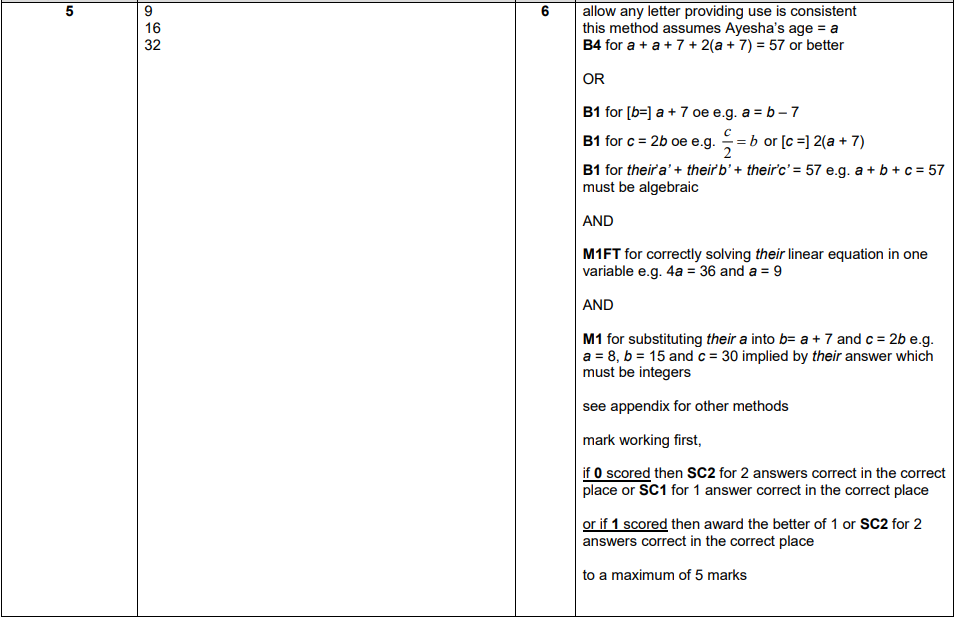 5 9 6 allow any letter providing use is consistent
16 this method assumes Ayesha's age = a
32 B4 for a + a + 7 + 2(a + 7) = 57 or better
OR
B1 for [b=] a + 7 oe e.g. a = b – 7
B1 for c = 2b oe e.g. c/2 = b or [c =] 2(a + 7)
B1 for their'a' + their'b' + their'c' = 57 e.g. a + b + c = 57
must be algebraic
AND
M1FT for correctly solving their linear equation in one
variable e.g. 4a = 36 and a = 9
AND
M1 for substituting their a into b= a + 7 and c = 2b e.g.
a = 8, b = 15 and c = 30 implied by their answer which
must be integers
see appendix for other methods
mark working first,
if 0 scored then SC2 for 2 answers correct in the correct
place or SC1 for 1 answer correct in the correct place
or if 1 scored then award the better of 1 or SC2 for 2
answers correct in the correct place
to a maximum of 5 marks